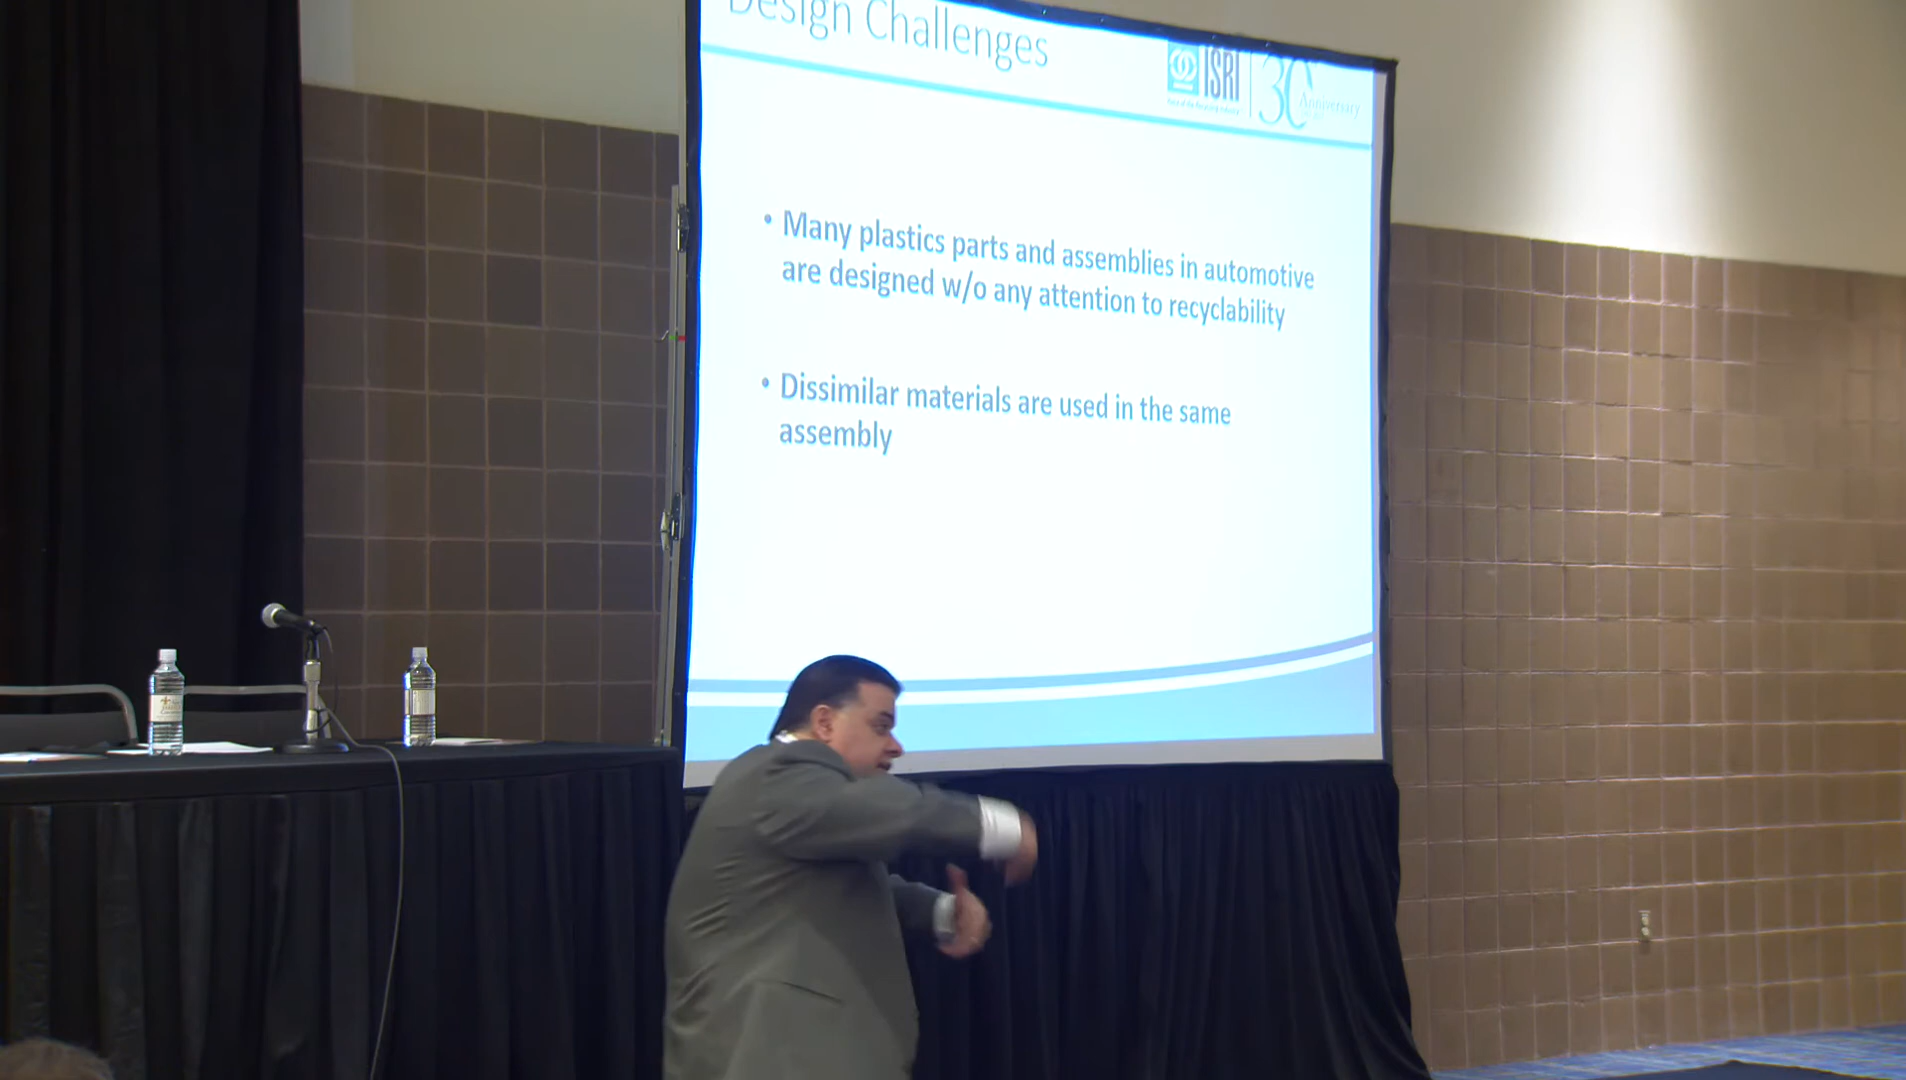 Design Challenges
ISRI
30
Anniversary
• Many plastics parts and assemblies in automotive
are designed w/o any attention to recyclability
• Dissimilar materials are used in the same
assembly